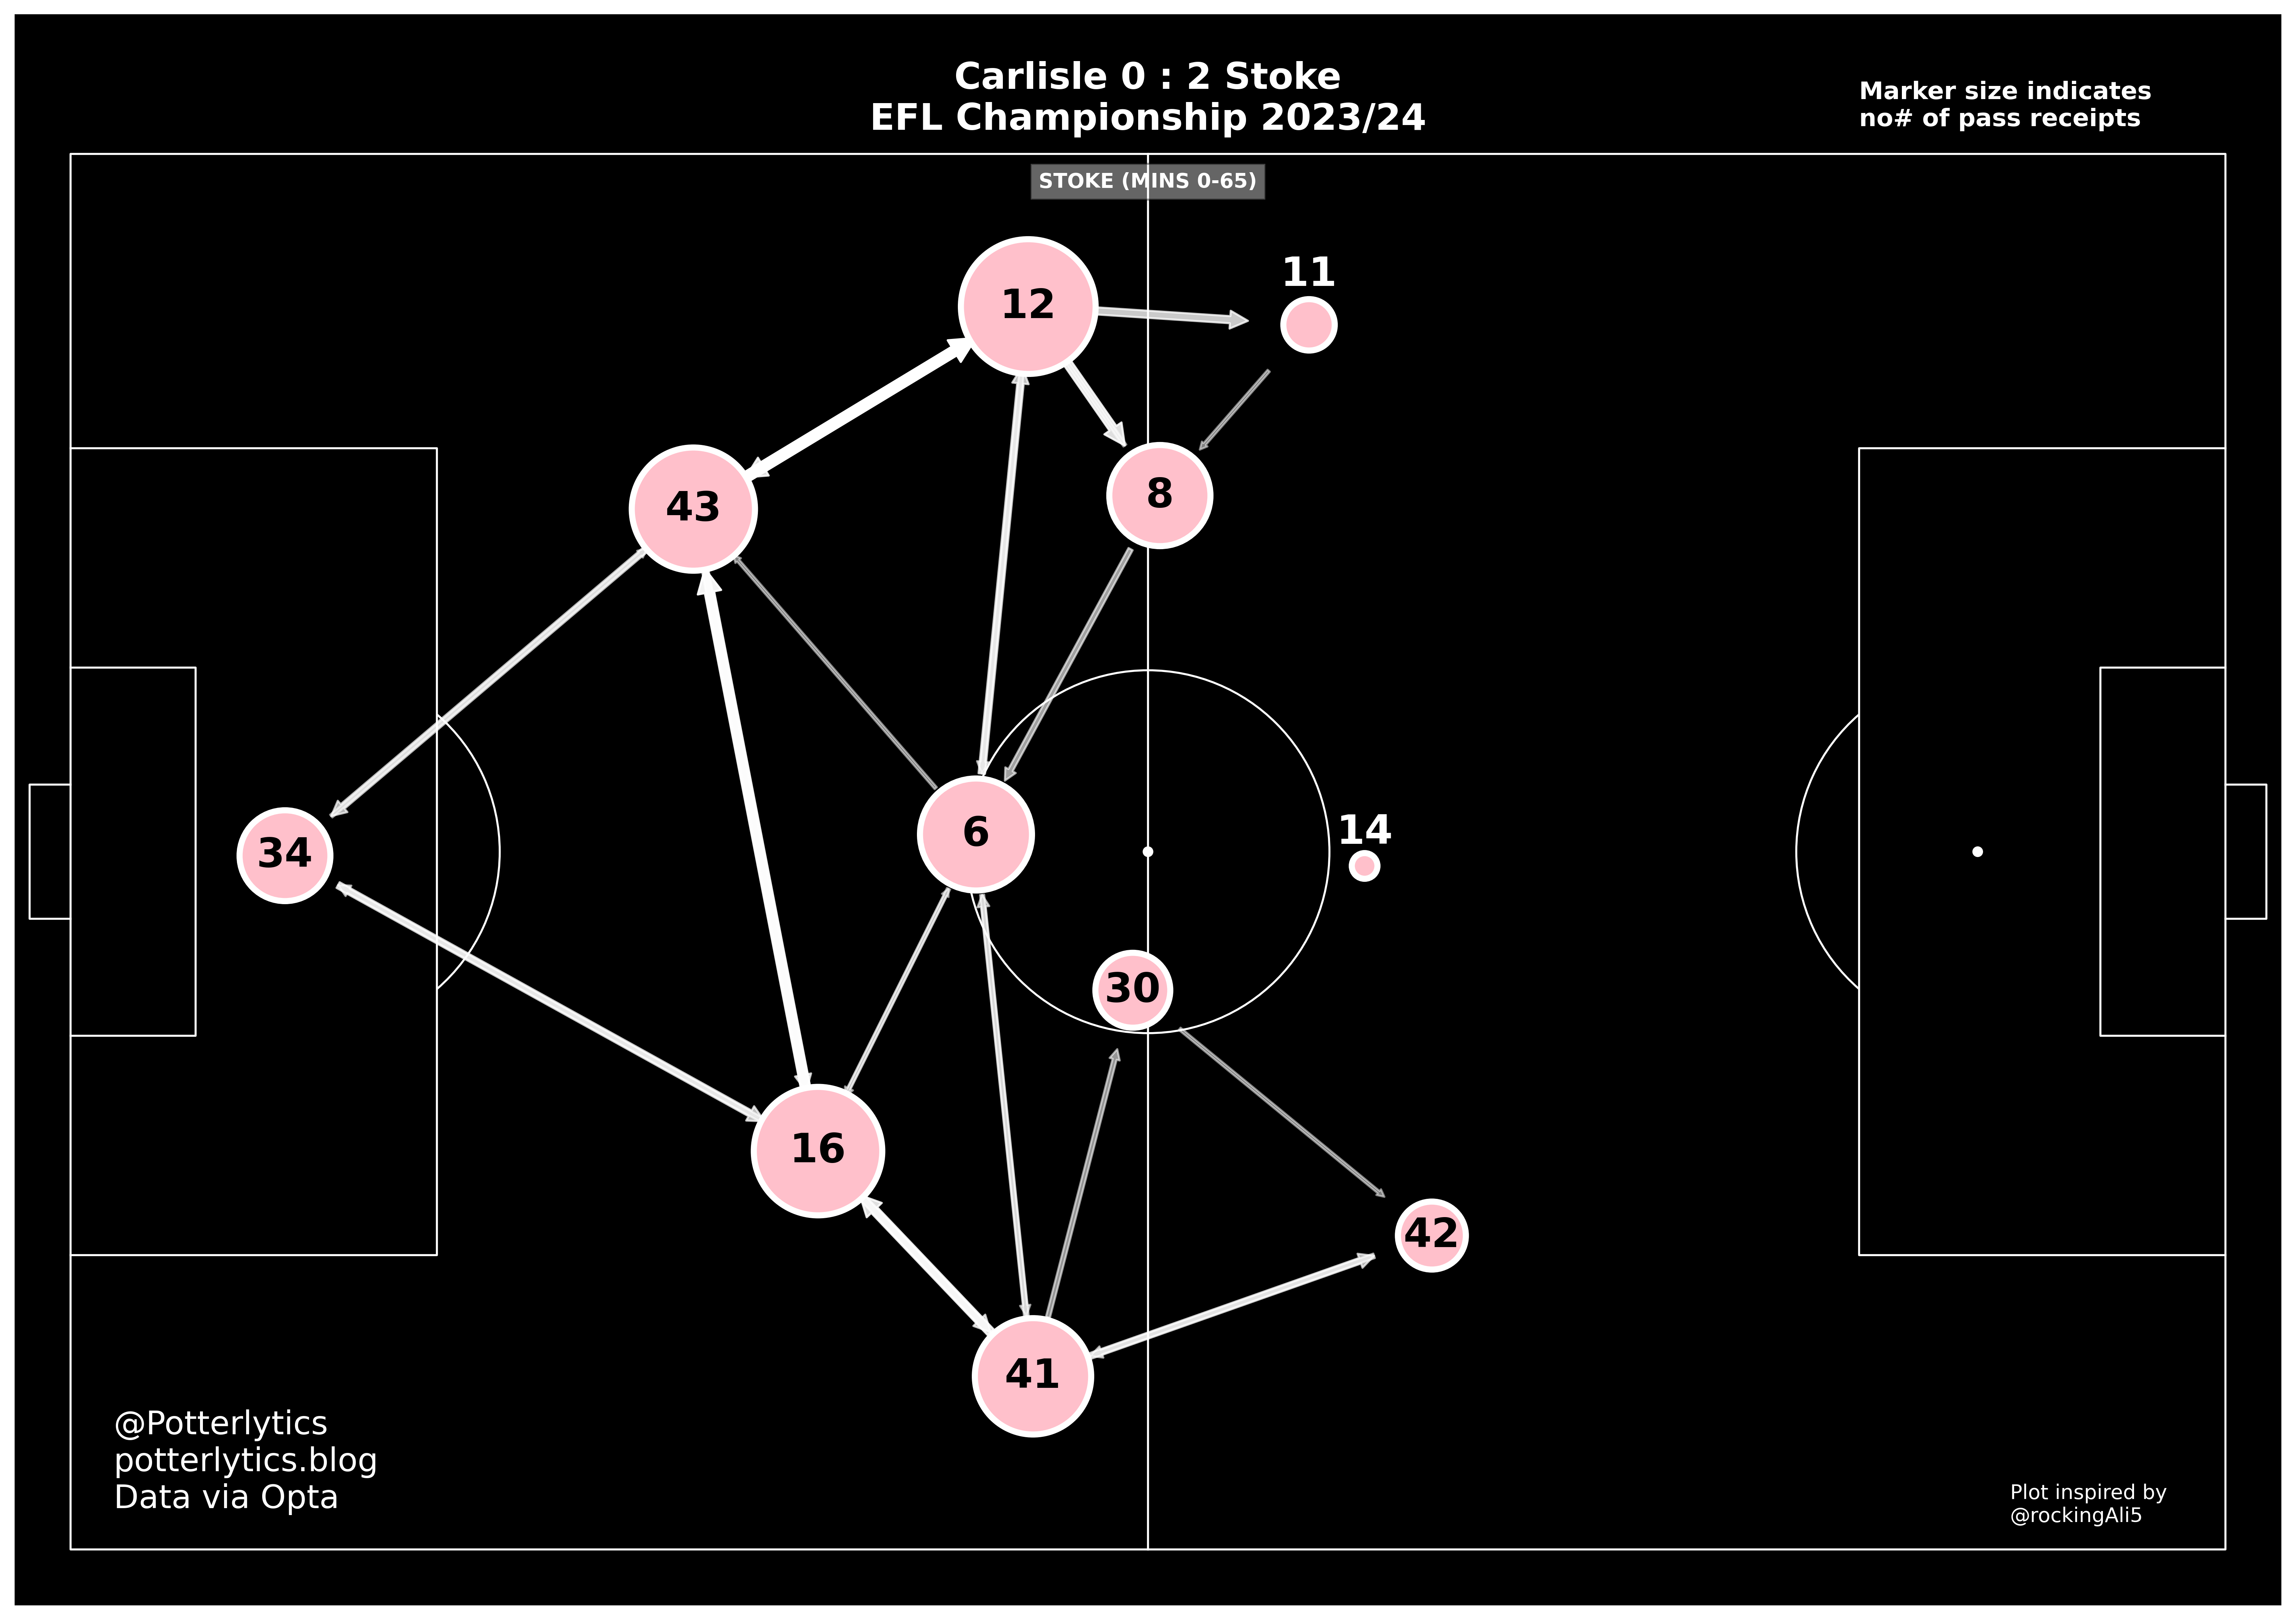 Carlisle 0 : 2 Stoke
EFL Championship 2023/24
Marker size indicates
no# of pass receipts
STOKE (MINS 0-65)
11
12
8
43
14
6
34
30
16
42
41
@Potterlytics
potterlytics.blog
Data via Opta
Plot inspired by
@rockingAli5